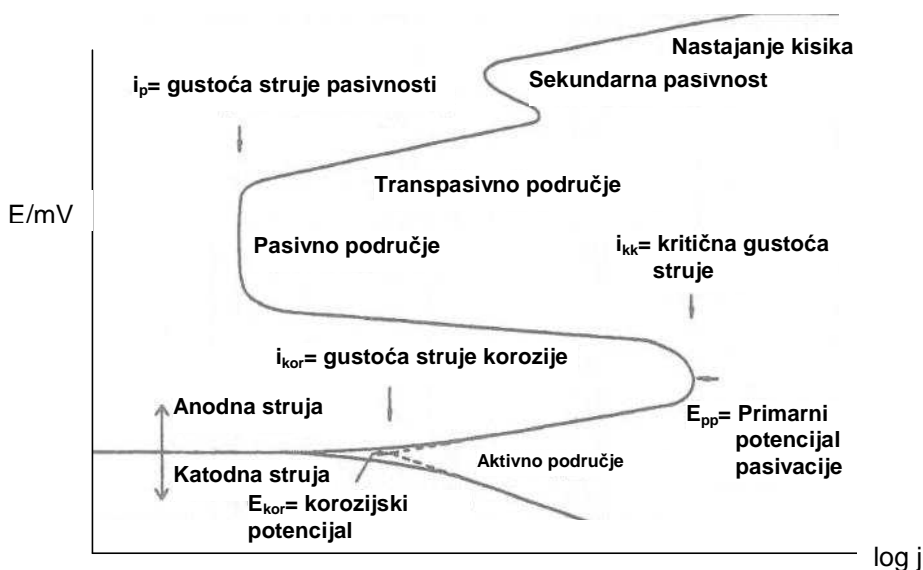 Nastajanje kisika
Sekundarna pasivnost
ip= gustoća struje pasivnosti
Transpasivno područje
E/mV
Pasivno područje
ikk= kritična gustoća
struje
ikor= gustoća struje korozije
Anodna struja
Epp= Primarni
potencijal
pasivacije
Aktivno područje
Katodna struja
Ekor= korozijski
potencijal
log j